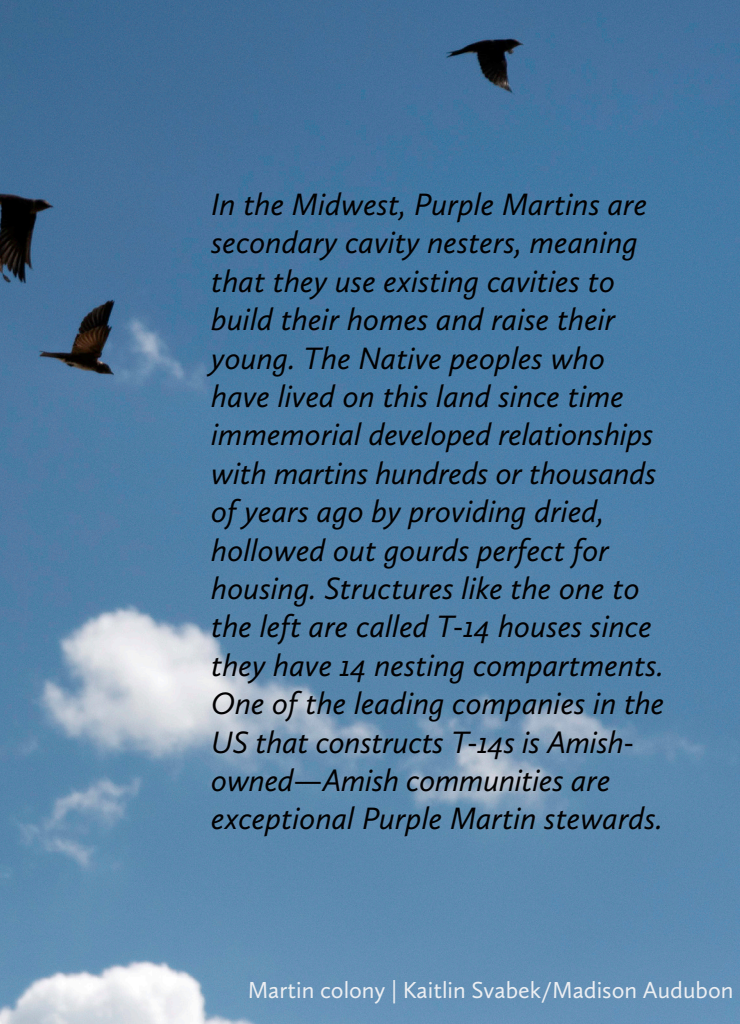 In the Midwest, Purple Martins are
secondary cavity nesters, meaning
that they use existing cavities to
build their homes and raise their
young. The Native peoples who
have lived on this land since time
immemorial developed relationships
with martins hundreds or thousands
of years ago by providing dried,
hollowed out gourds perfect for
housing. Structures like the one to
the left are called T-14 houses since
they have 14 nesting compartments.
One of the leading companies in the
US that constructs T-14s is Amish-
owned—Amish communities are
exceptional Purple Martin stewards.
Martin colony | Kaitlin Svabek/Madison Audubon